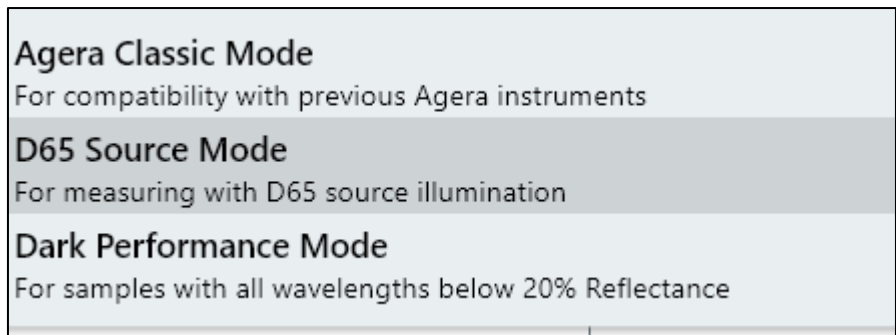 Agera Classic Mode
For compatibility with previous Agera instruments
D65 Source Mode
For measuring with D65 source illumination
Dark Performance Mode
For samples with all wavelengths below 20% Reflectance